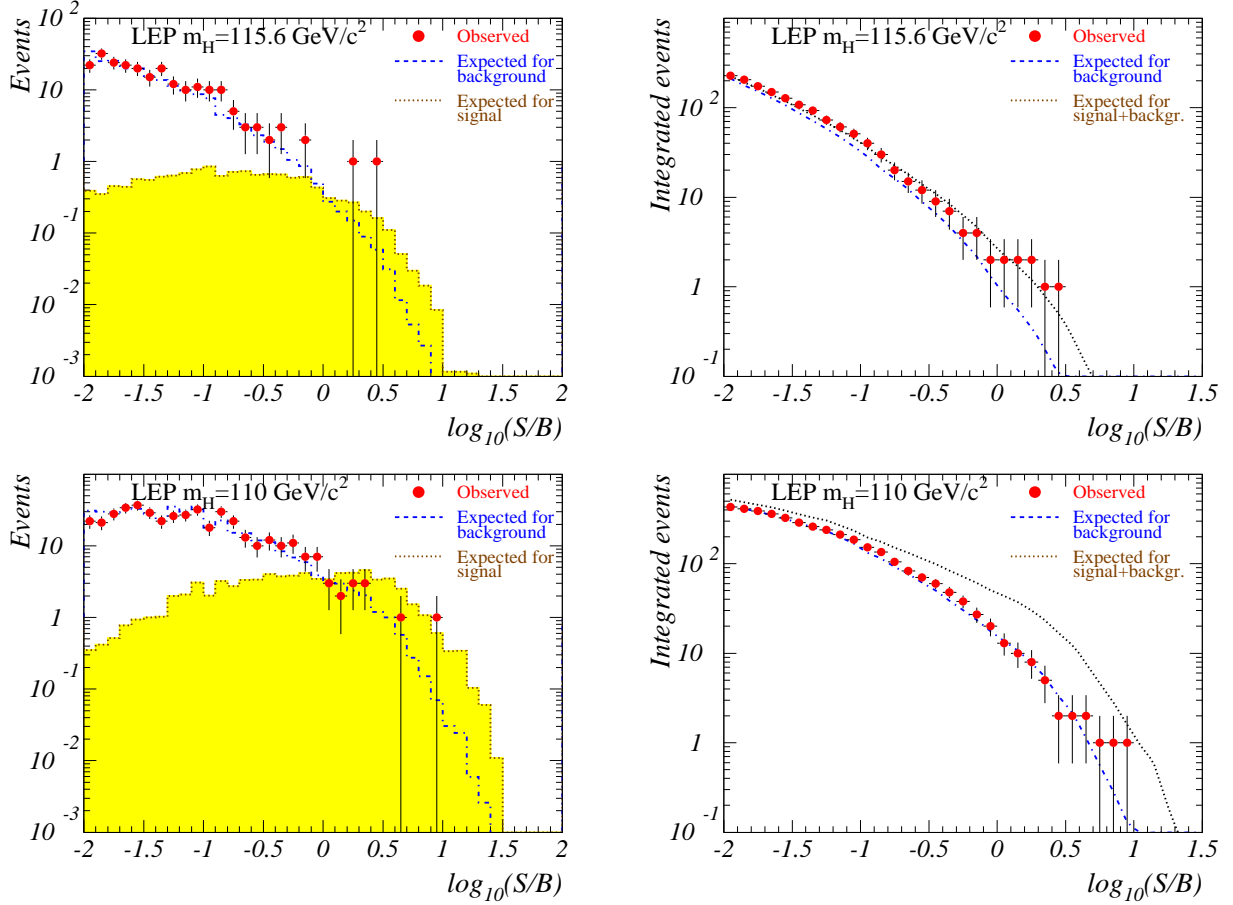 LEP m_H=115.6 GeV/c^2
Events
Observed
Expected for
background
Expected for
signal
10^2
10
1
10^-1
10^-2
10^-3
-2 -1.5 -1 -0.5 0 0.5 1 1.5 2
log_10(S/B)
LEP m_H=115.6 GeV/c^2
Integrated events
Observed
Expected for
background
Expected for
signal+backgr.
10^2
10
1
10^-1
-2 -1.5 -1 -0.5 0 0.5 1 1.5
log_10(S/B)
LEP m_H=110 GeV/c^2
Events
Observed
Expected for
background
Expected for
signal
10
1
10^-1
10^-2
10^-3
-2 -1.5 -1 -0.5 0 0.5 1 1.5 2
log_10(S/B)
LEP m_H=110 GeV/c^2
Integrated events
Observed
Expected for
background
Expected for
signal+backgr.
10^2
10
1
10^-1
-2 -1.5 -1 -0.5 0 0.5 1 1.5
log_10(S/B)